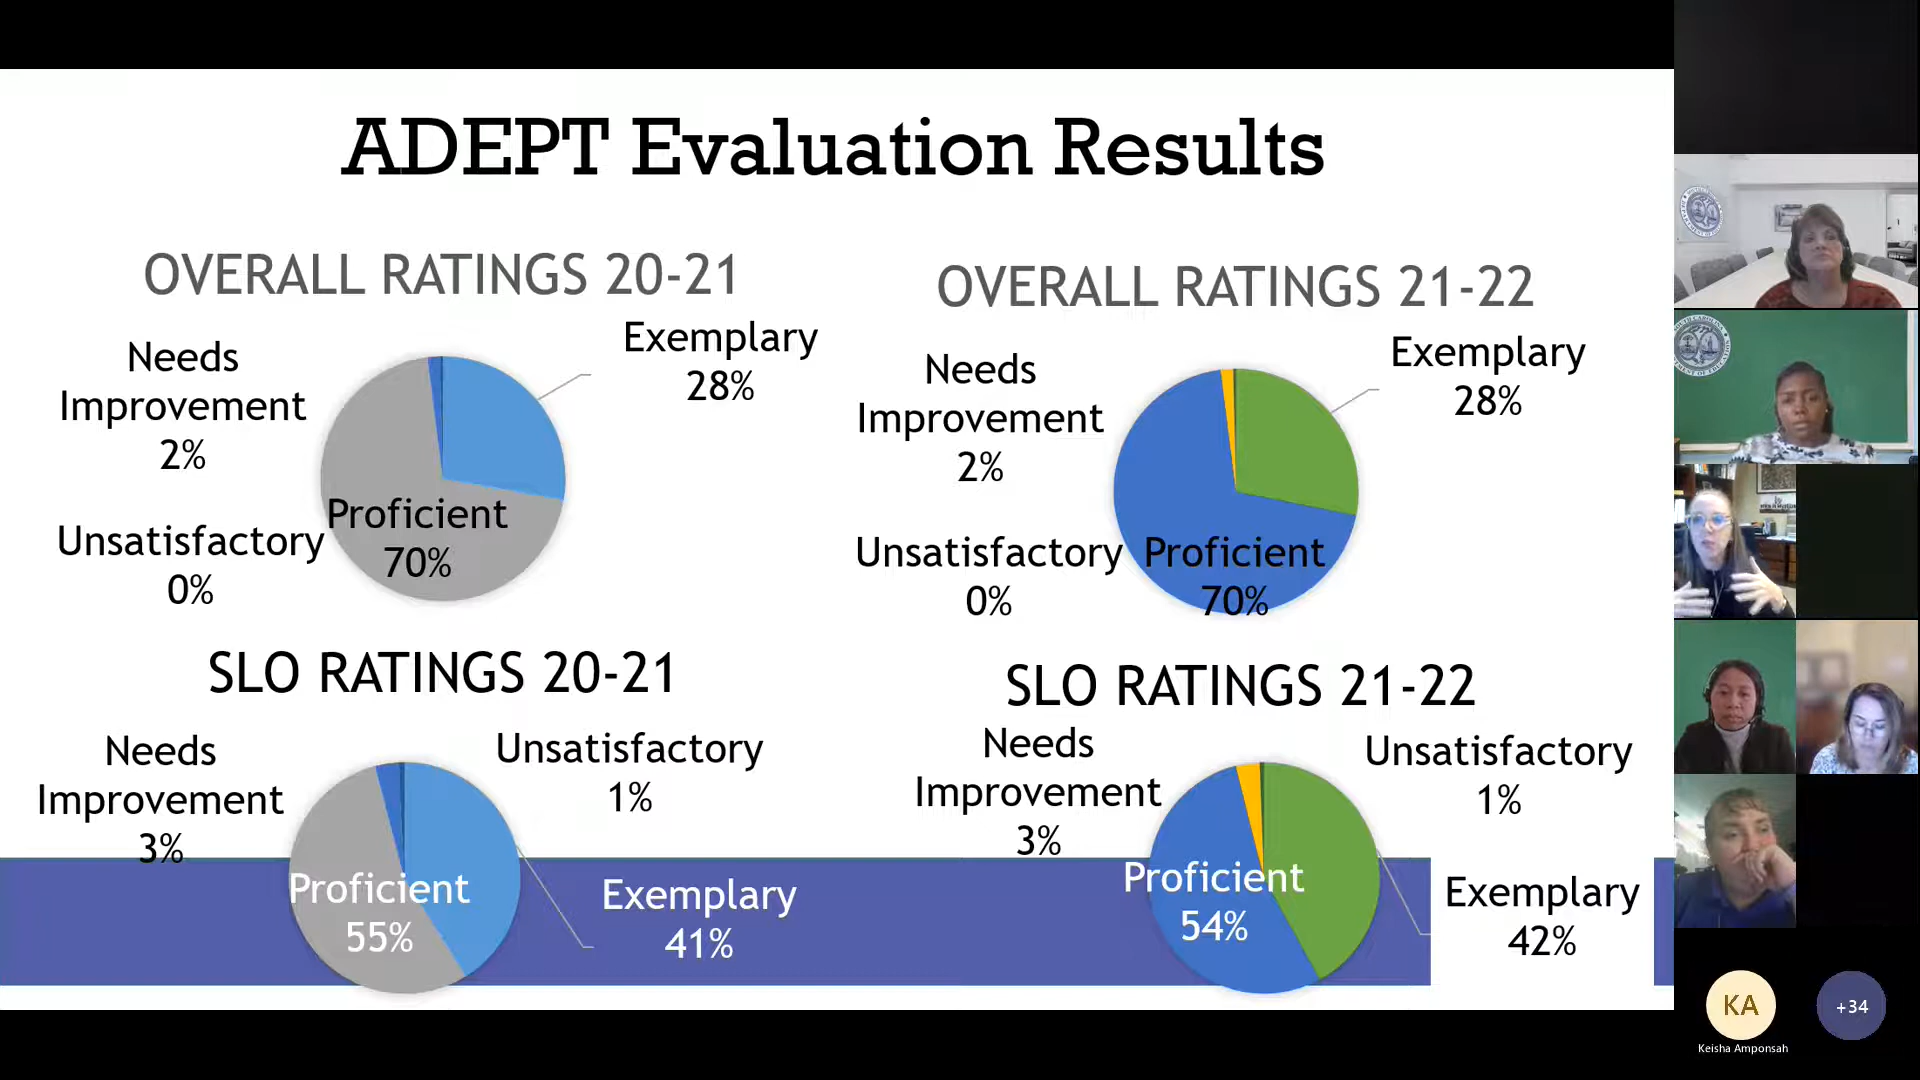 ADEPT Evaluation Results
OVERALL RATINGS 20-21
Needs
Improvement
2%
Exemplary
28%
Unsatisfactory
0%
Proficient
70%
OVERALL RATINGS 21-22
Needs
Improvement
2%
Exemplary
28%
Unsatisfactory
0%
Proficient
70%
SLO RATINGS 20-21
Needs
Improvement
3%
Unsatisfactory
1%
Proficient
55%
Exemplary
41%
SLO RATINGS 21-22
Needs
Improvement
3%
Unsatisfactory
1%
Proficient
54%
Exemplary
42%
KA
Keisha Amponsah
+34